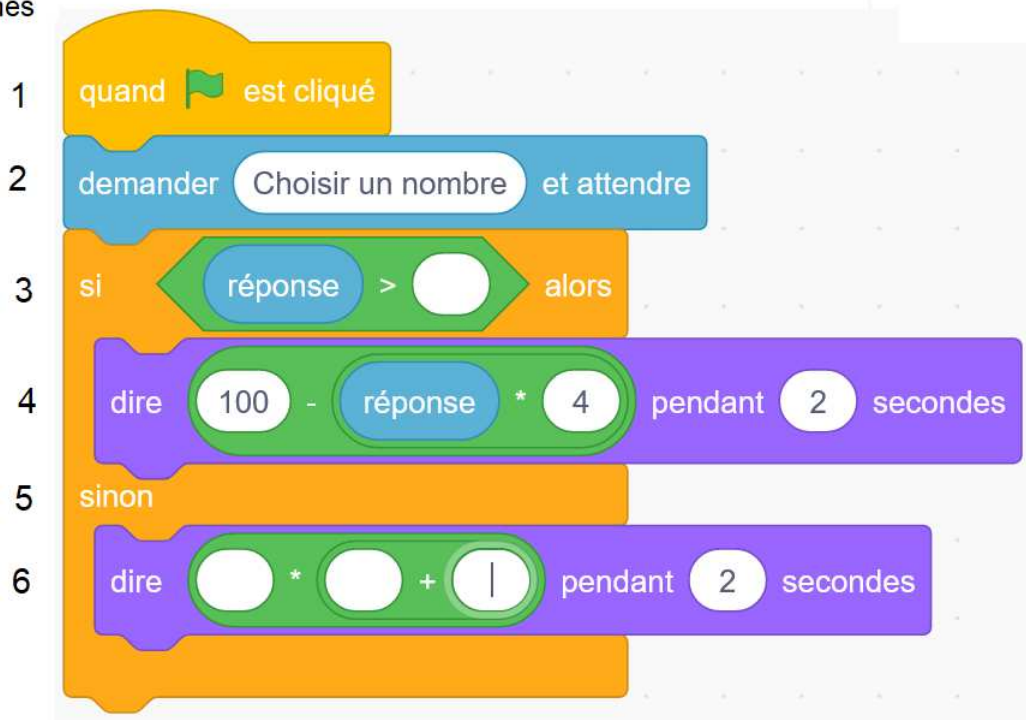 1 quand est cliqué
2 demander Choisir un nombre et attendre
3 si réponse > alors
4 dire 100 - réponse * 4 pendant 2 secondes
5 sinon
6 dire * + pendant 2 secondes